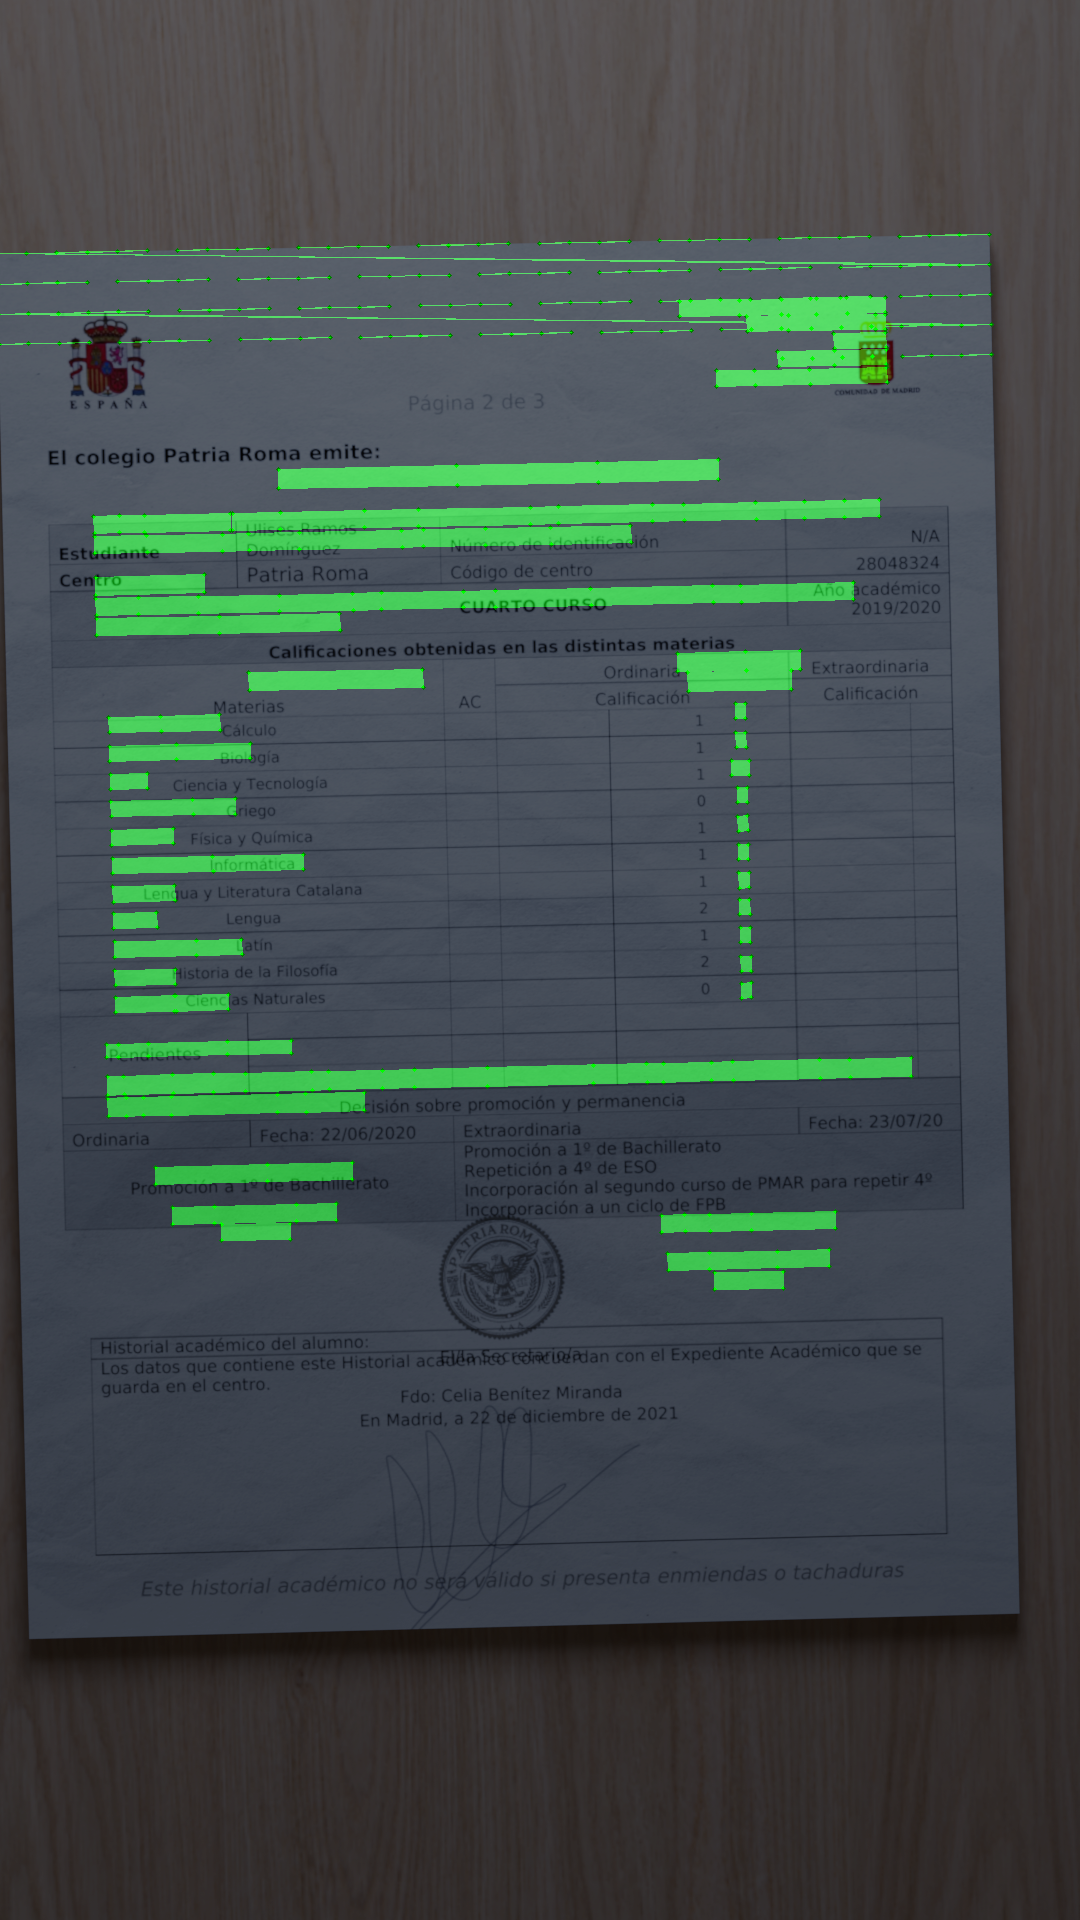 ESPAÑA
COMUNIDAD DE MADRID
Página 2 de 3
El colegio Patria Roma emite:
Estudiante Ulises Ramos Domínguez Número de identificación N/A
Centro Patria Roma Código de centro 28048324
CUARTO CURSO Año académico 2019/2020
Calificaciones obtenidas en las distintas materias
Materias AC Ordinaria Extraordinaria
Calificación Calificación
Cálculo 1
Biología 1
Ciencia y Tecnología 1
Griego 0
Física y Química 1
Informática 1
Lengua y Literatura Catalana 1
Lengua 2
Latín 1
Historia de la Filosofía 2
Ciencias Naturales 0
Pendientes
Decisión sobre promoción y permanencia
Ordinaria Fecha: 22/06/2020 Extraordinaria Fecha: 23/07/20
Promoción a 1º de Bachillerato
Promoción a 1º de Bachillerato
Repetición a 4º de ESO
Incorporación al segundo curso de PMAR para repetir 4º
Incorporación a un ciclo de FPB
PATRIA ROMA
Historial académico del alumno:
El/la Secretario/a
Los datos que contiene este Historial académico concuerdan con el Expediente Académico que se
guarda en el centro.
Fdo: Celia Benítez Miranda
En Madrid, a 22 de diciembre de 2021
Este historial académico no será válido si presenta enmiendas o tachaduras